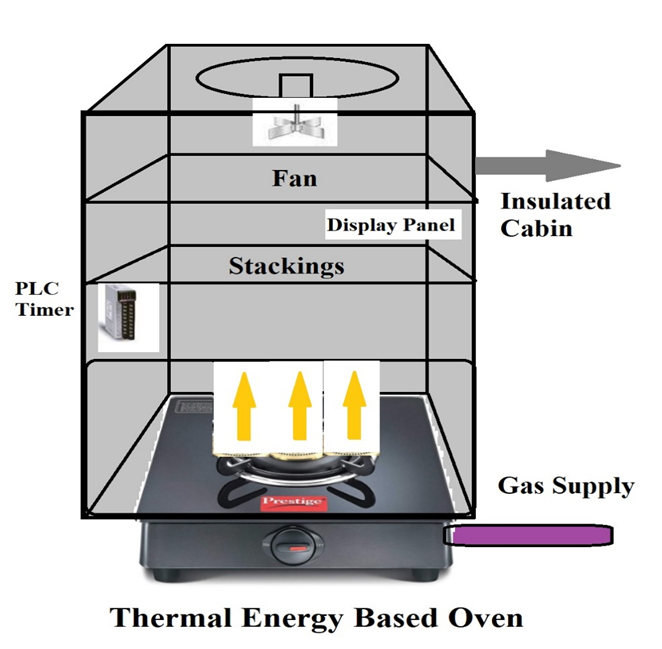 Fan
Insulated
Cabin
Display Panel
Stackings
PLC
Timer
Prestige
Gas Supply
Thermal Energy Based Oven